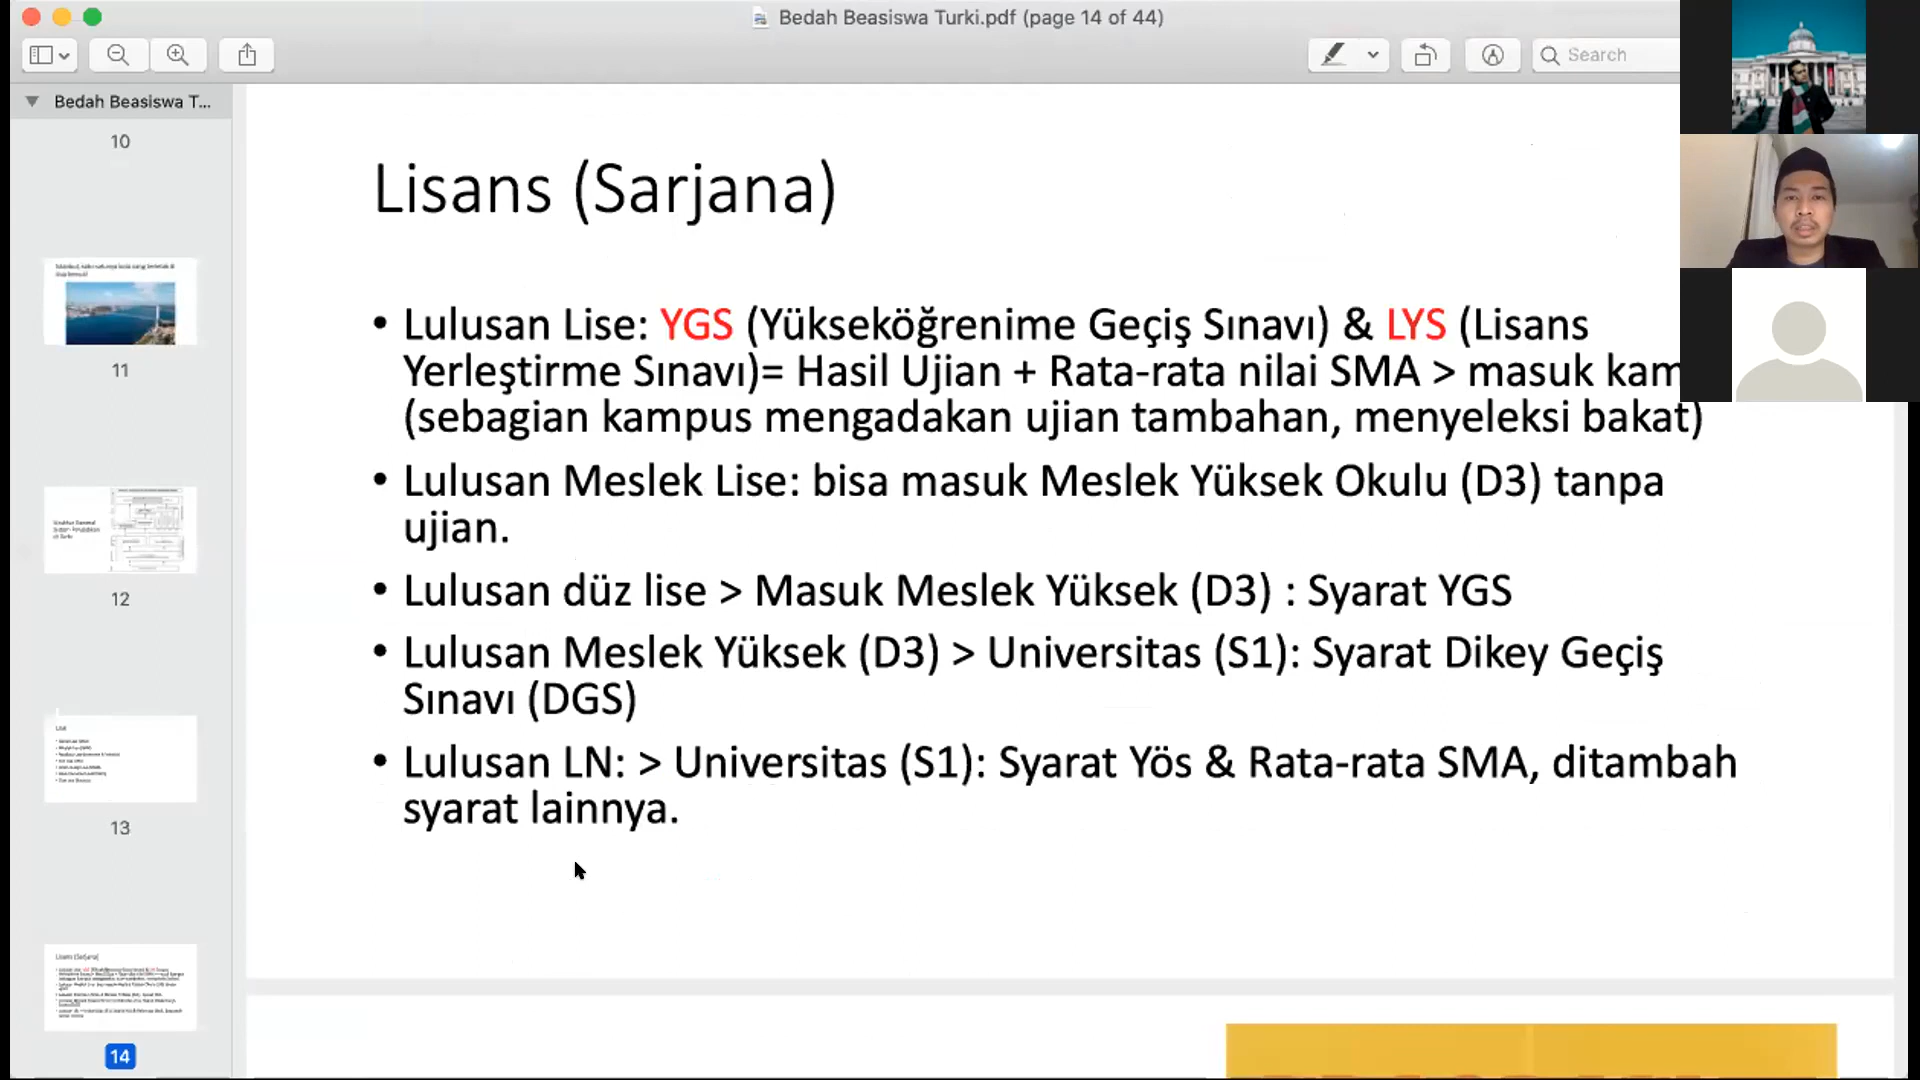 Bedah Beasiswa Turki.pdf (page 14 of 44)
Search
Bedah Beasiswa T...
10
11
12
13
14
Lisans (Sarjana)
• Lulusan Lise: YGS (Yükseköğrenime Geçiş Sınavı) & LYS (Lisans
Yerleştirme Sınavı)= Hasil Ujian + Rata-rata nilai SMA > masuk kam
(sebagian kampus mengadakan ujian tambahan, menyeleksi bakat)
• Lulusan Meslek Lise: bisa masuk Meslek Yüksek Okulu (D3) tanpa
ujian.
• Lulusan düz lise > Masuk Meslek Yüksek (D3) : Syarat YGS
• Lulusan Meslek Yüksek (D3) > Universitas (S1): Syarat Dikey Geçiş
Sınavı (DGS)
• Lulusan LN: > Universitas (S1): Syarat Yös & Rata-rata SMA, ditambah
syarat lainnya.